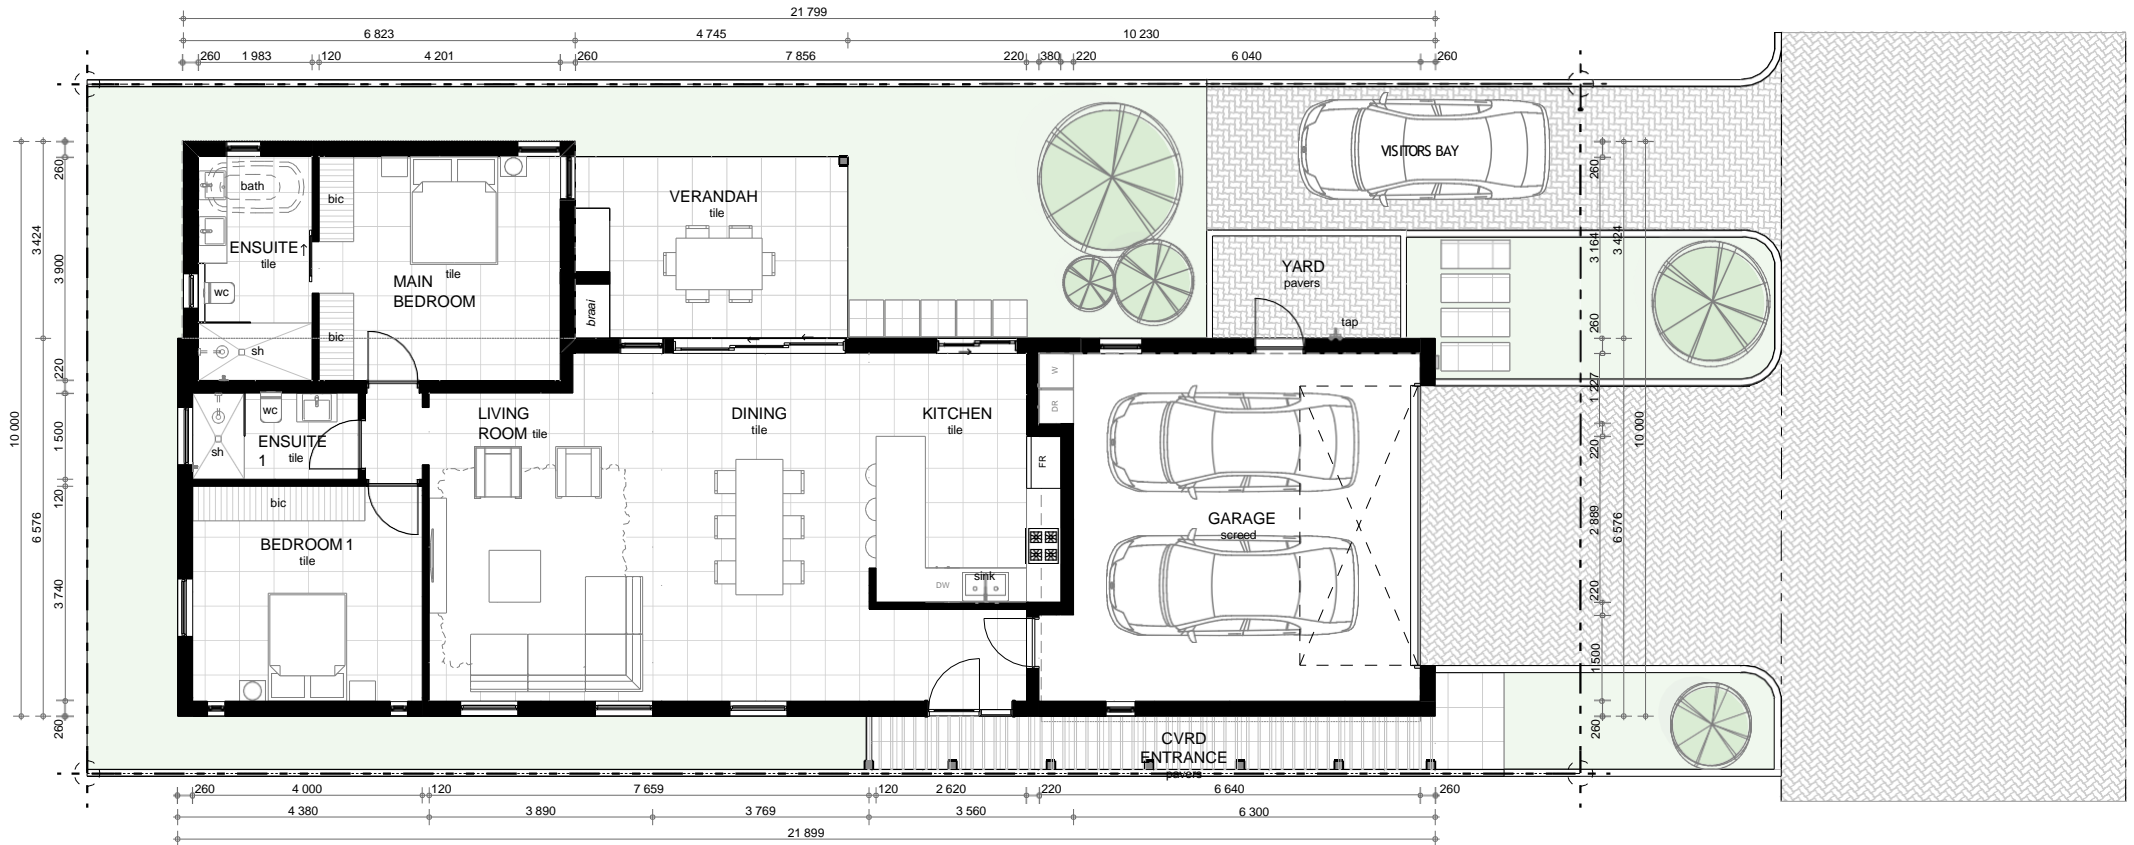 21 799
6 823
4 745
10 230
260
1 983
120
4 201
260
7 856
220
380
220
6 040
260
bath
bic
ENSUITE
tile
wc
sh
bic
MAIN
BEDROOM
tile
VERANDAH
tile
braai
VISITORS BAY
YARD
pavers
tap
10 000
3 424
6 576
260
3 900
220
1 500
120
3 740
260
wc
sh
ENSUITE
1
tile
bic
BEDROOM 1
tile
LIVING
ROOM tile
DINING
tile
KITCHEN
tile
W
DR
FR
DW
sink
GARAGE
screed
CVRD
ENTRANCE
pavers
260
3 164
260
1 227
220
2 889
220
1 500
260
3 424
6 576
10 000
260
4 000
120
7 659
120
2 620
220
6 640
260
4 380
3 890
3 769
3 560
6 300
21 899